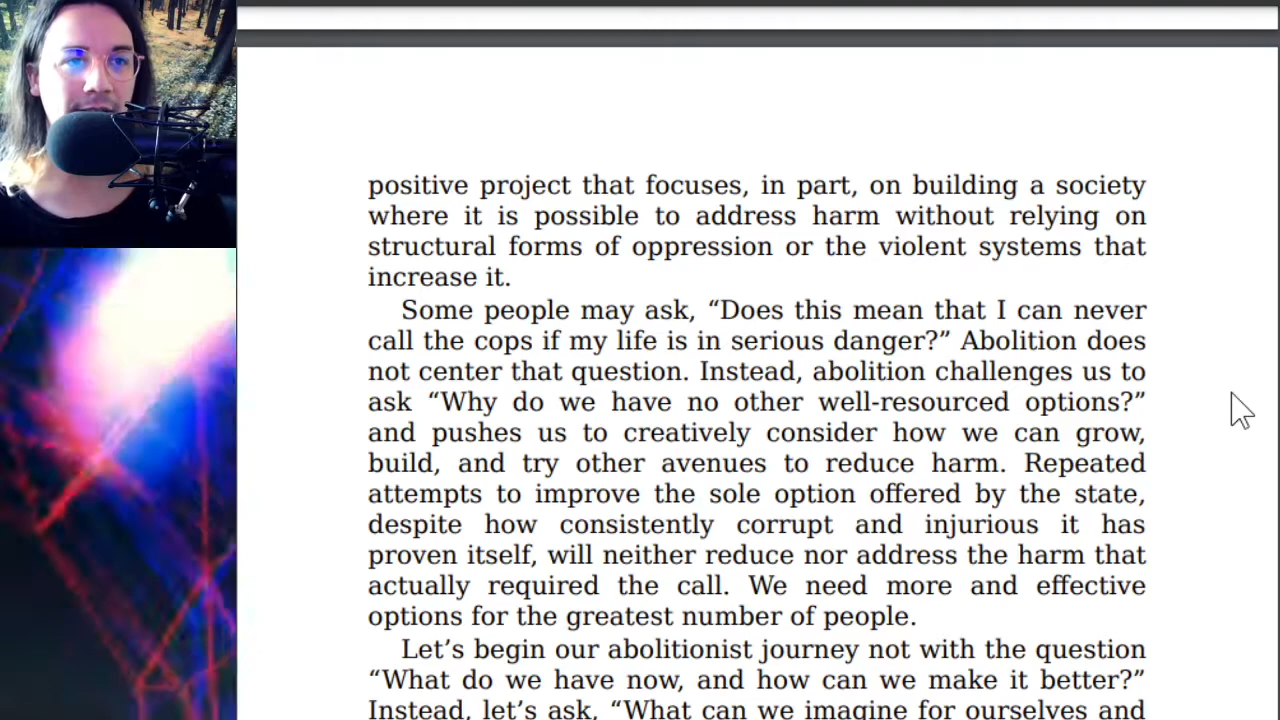 positive project that focuses, in part, on building a society
where it is possible to address harm without relying on
structural forms of oppression or the violent systems that
increase it.
Some people may ask, “Does this mean that I can never
call the cops if my life is in serious danger?” Abolition does
not center that question. Instead, abolition challenges us to
ask “Why do we have no other well-resourced options?”
and pushes us to creatively consider how we can grow,
build, and try other avenues to reduce harm. Repeated
attempts to improve the sole option offered by the state,
despite how consistently corrupt and injurious it has
proven itself, will neither reduce nor address the harm that
actually required the call. We need more and effective
options for the greatest number of people.
Let’s begin our abolitionist journey not with the question
“What do we have now, and how can we make it better?”
Instead, let’s ask, “What can we imagine for ourselves and